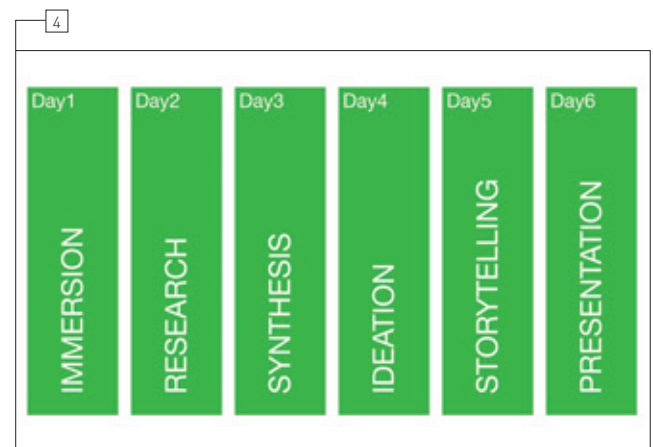 4
Day1
IMMERSION
Day2
RESEARCH
Day3
SYNTHESIS
Day4
IDEATION
Day5
STORYTELLING
Day6
PRESENTATION